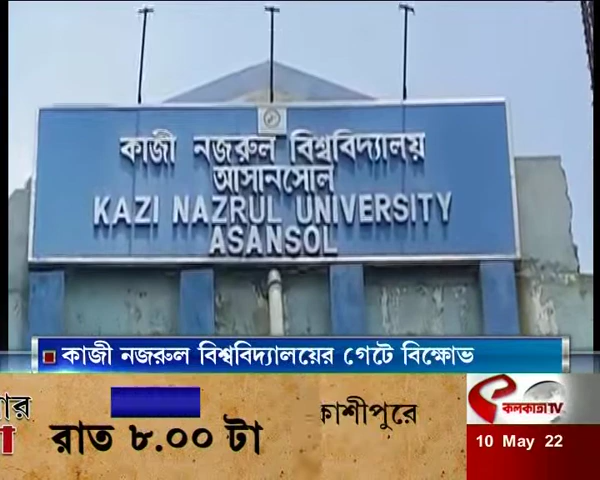 কাজী নজরুল বিশ্ববিদ্যালয়
আসানসোল
KAZI NAZRUL UNIVERSITY
ASANSOL
কাজী নজরুল বিশ্ববিদ্যালয়ের গেটে বিক্ষোভ
রাত ৮.০০ টা
কাশীপুরে
কলকাতাTV
10 May 22